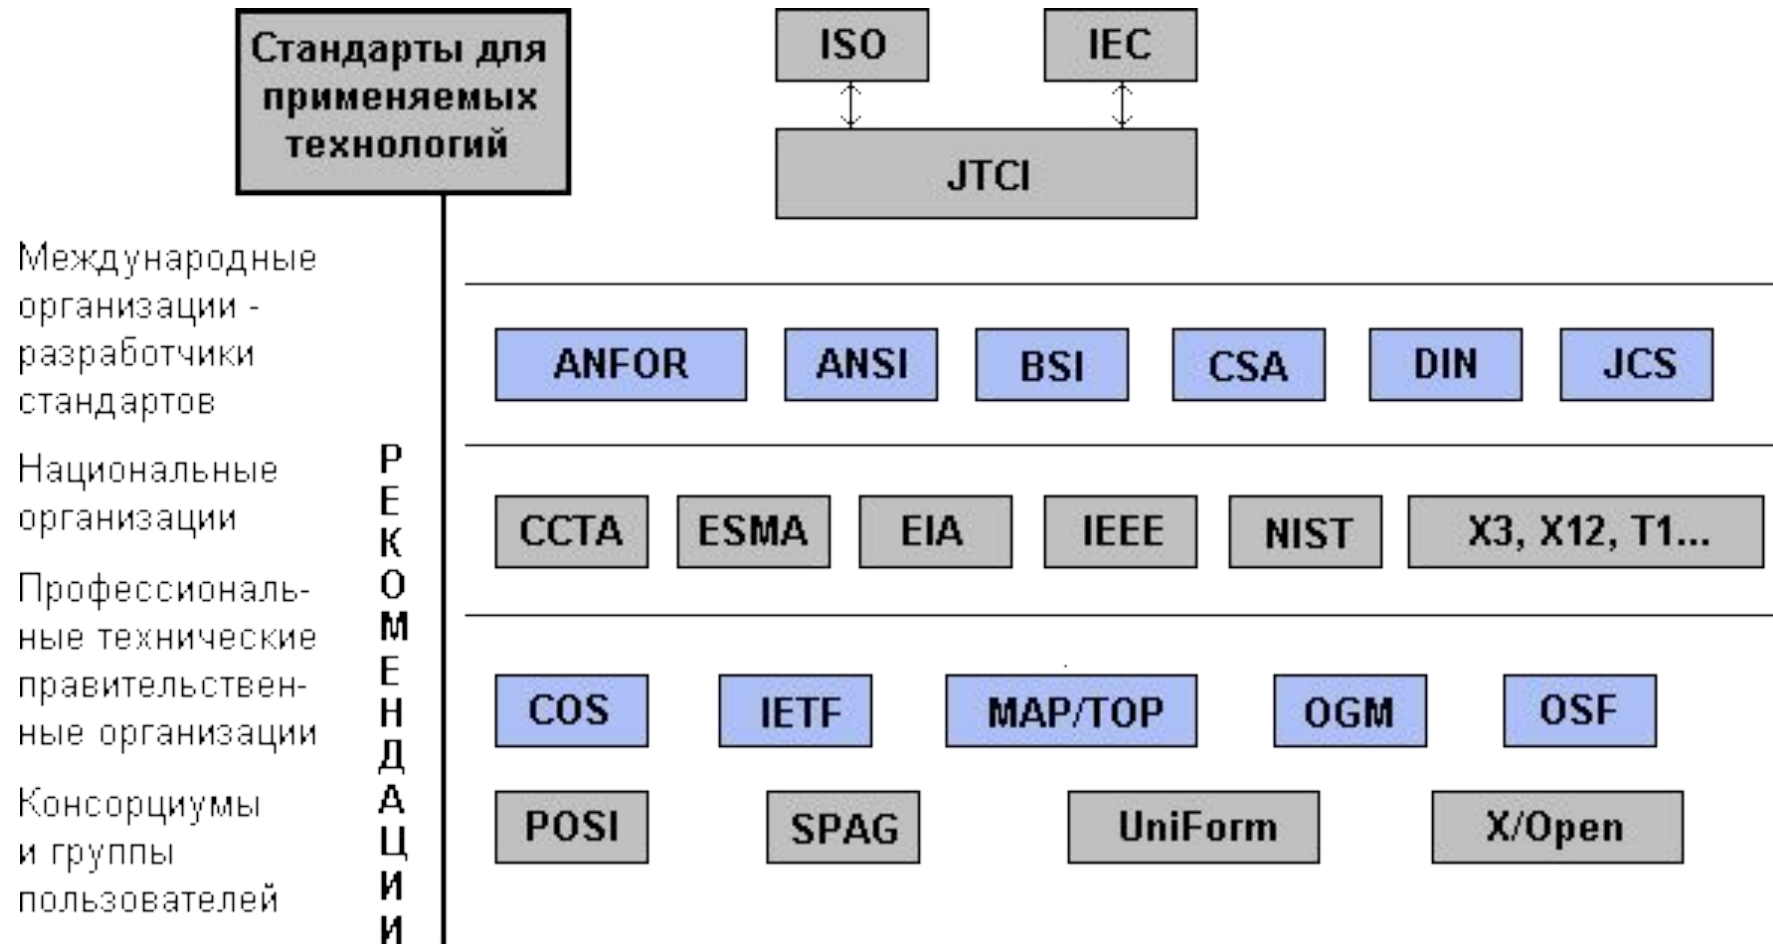 Стандарты для
применяемых
технологий
ISO
IEC
JTCI
Международные
организации -
разработчики
стандартов
ANFOR
ANSI
BSI
CSA
DIN
JCS
Национальные
организации
CCTA
ESMA
EIA
IEEE
NIST
X3, X12, T1...
Профессиональ-
ные технические
правительствен-
ные организации
COS
IETF
MAP/TOP
OGM
OSF
Консорциумы
и группы
пользователей
POSI
SPAG
UniForm
X/Open
Р
Е
К
О
М
Е
Н
Д
А
Ц
И
И